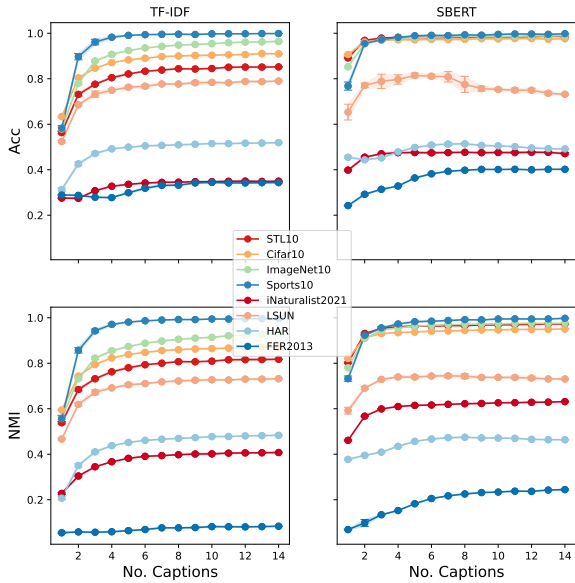 TF-IDF
SBERT
1.0
0.8
0.6
0.4
0.2
Acc
STL10
Cifar10
ImageNet10
Sports10
iNaturalist2021
LSUN
HAR
FER2013
1.0
0.8
0.6
0.4
0.2
NMI
2 4 6 8 10 12 14
2 4 6 8 10 12 14
No. Captions
No. Captions